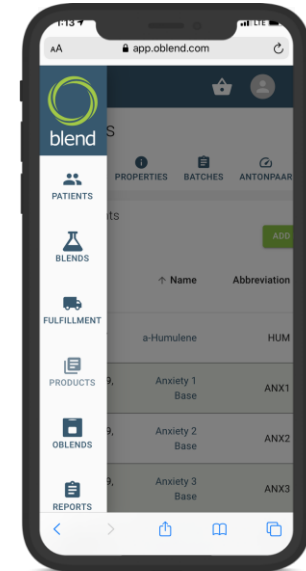 1:13
LTE
AA app.oblend.com
blend
S
PATIENTS
PROPERTIES BATCHES ANTONPAAR
ts
ADD
BLENDS
↑ Name Abbreviation
FULFILLMENT
a-Humulene HUM
PRODUCTS
9, Anxiety 1 Base ANX1
OBLENDS
9, Anxiety 2 Base ANX2
9, Anxiety 3 Base ANX3
REPORTS